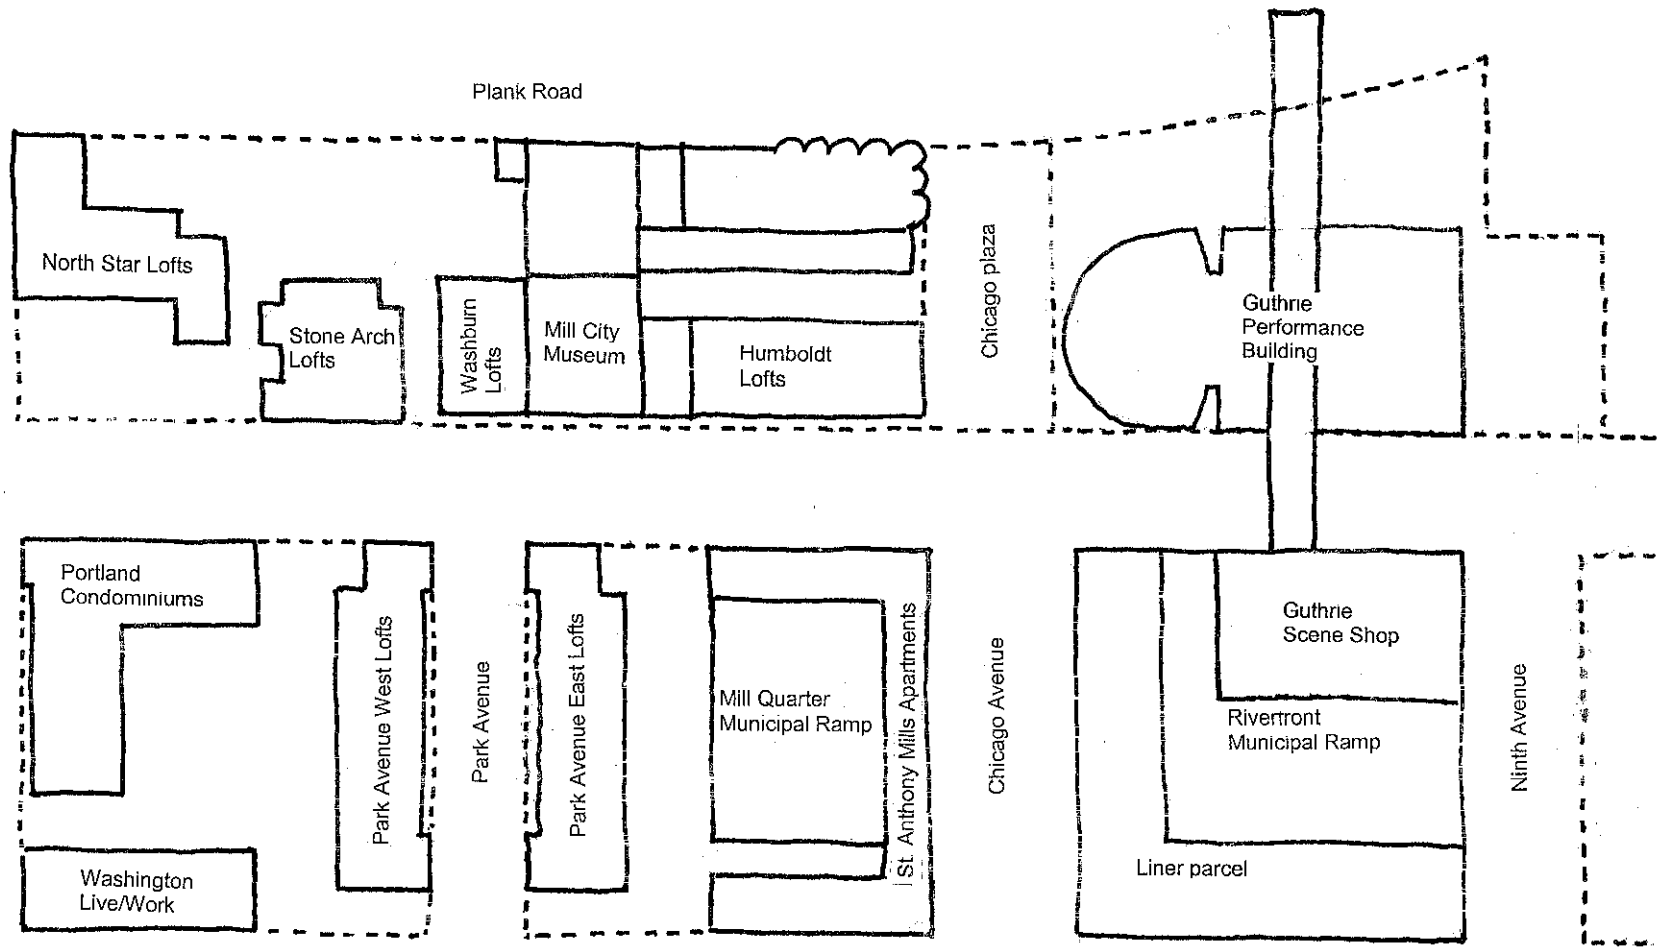 Plank Road
North Star Lofts
Stone Arch
Lofts
Washburn
Lofts
Mill City
Museum
Humboldt
Lofts
Chicago plaza
Guthrie
Performance
Building
Portland
Condominiums
Park Avenue West Lofts
Park Avenue
Park Avenue East Lofts
Mill Quarter
Municipal Ramp
St. Anthony Mills Apartments
Chicago Avenue
Guthrie
Scene Shop
Riverfront
Municipal Ramp
Ninth Avenue
Liner parcel
Washington
Live/Work